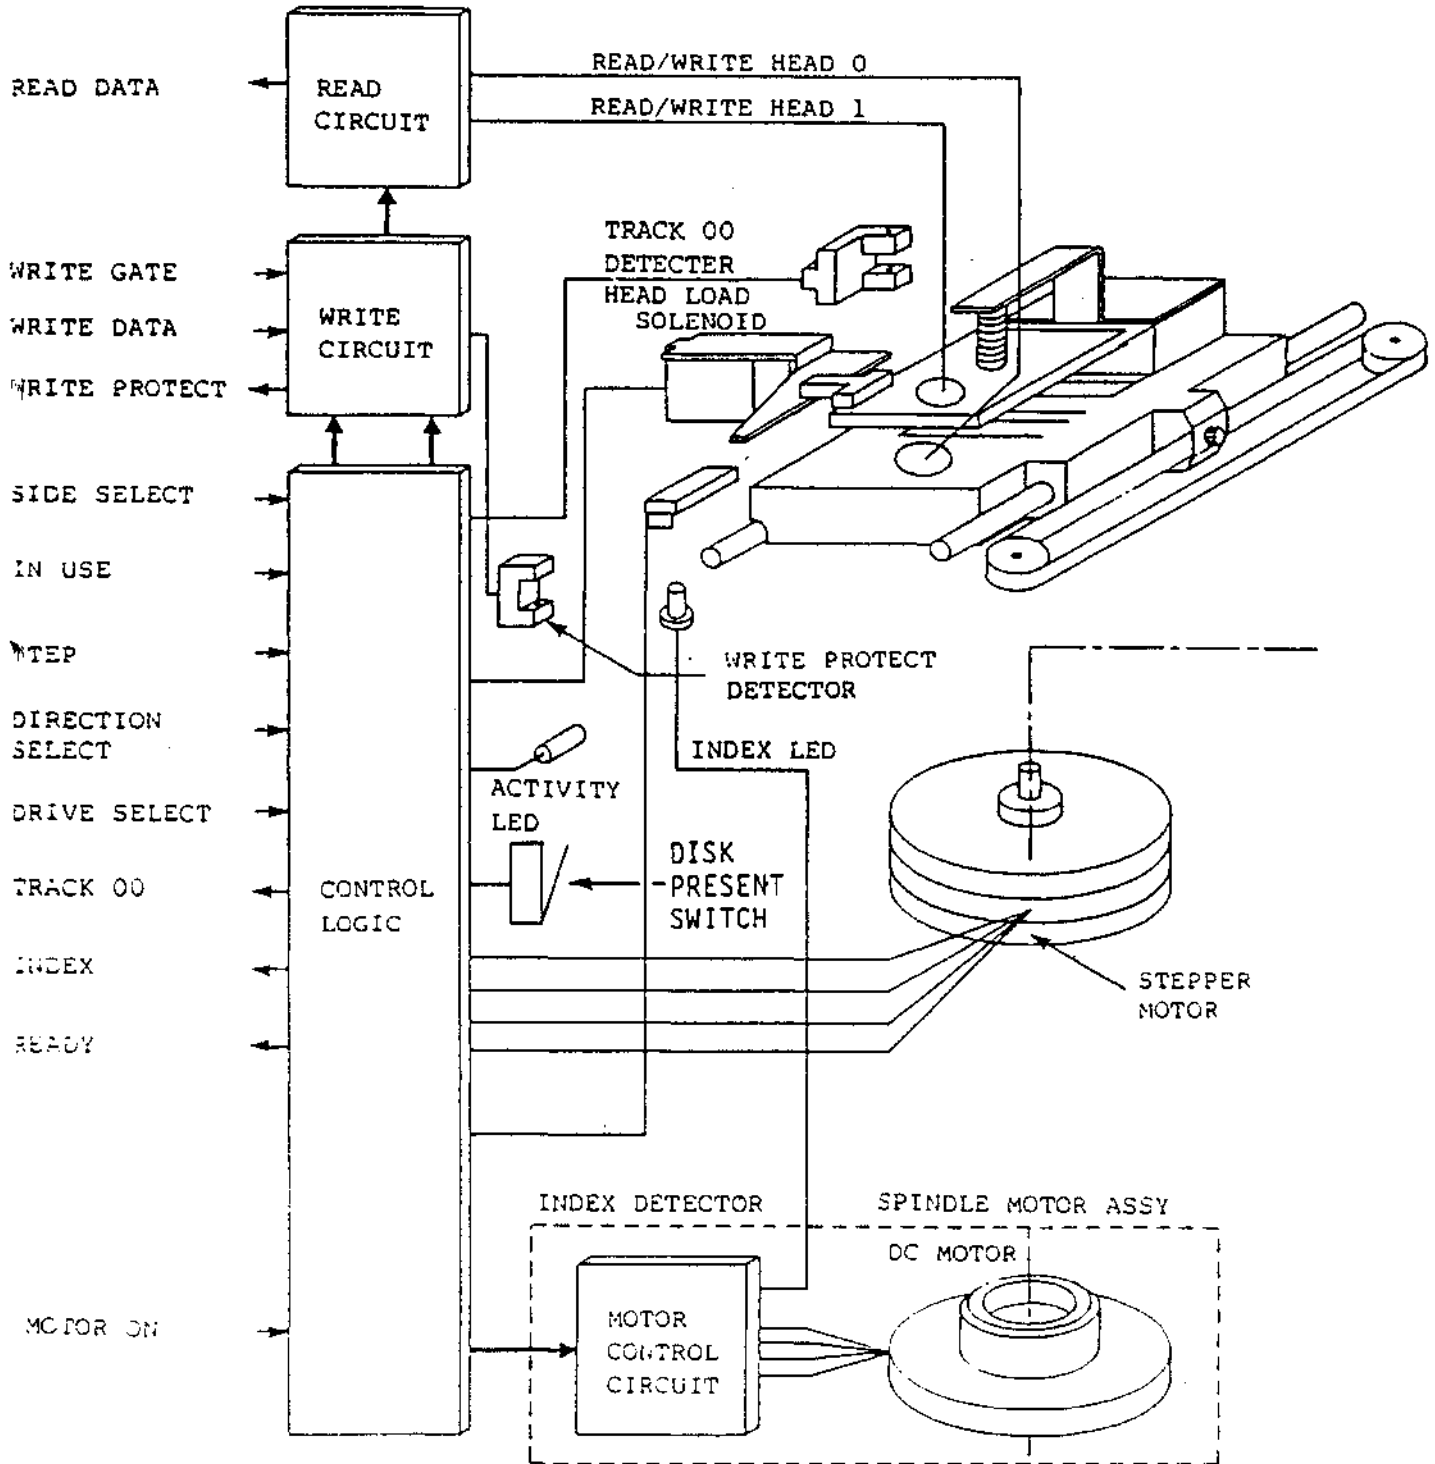 READ DATA
READ
CIRCUIT
READ/WRITE HEAD 0
READ/WRITE HEAD 1
WRITE GATE
WRITE DATA
WRITE PROTECT
WRITE
CIRCUIT
TRACK 00
DETECTER
HEAD LOAD
SOLENOID
SIDE SELECT
IN USE
STEP
DIRECTION
SELECT
DRIVE SELECT
TRACK 00
INDEX
READY
MOTOR ON
CONTROL
LOGIC
WRITE PROTECT
DETECTOR
INDEX LED
ACTIVITY
LED
DISK
PRESENT
SWITCH
STEPPER
MOTOR
INDEX DETECTOR
SPINDLE MOTOR ASSY
DC MOTOR
MOTOR
CONTROL
CIRCUIT